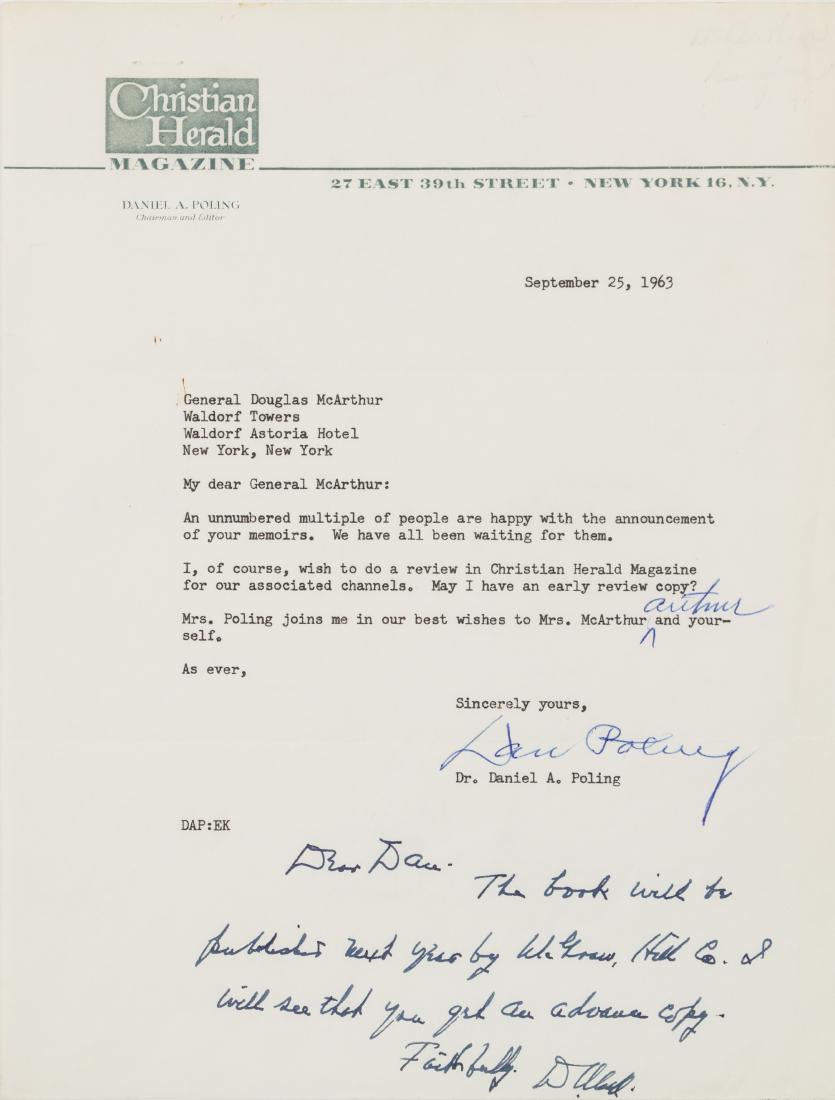 Christian
Herald
MAGAZINE
27 EAST 39th STREET • NEW YORK 16, N.Y.
DANIEL A. POLING
Chairman and Editor
September 25, 1963
General Douglas McArthur
Waldorf Towers
Waldorf Astoria Hotel
New York, New York
My dear General McArthur:
An unnumbered multiple of people are happy with the announcement
of your memoirs. We have all been waiting for them.
I, of course, wish to do a review in Christian Herald Magazine
for our associated channels. May I have an early review copy?
arthur
Mrs. Poling joins me in our best wishes to Mrs. McArthur ^ and your-
self.
As ever,
Sincerely yours,
Dan Poling
Dr. Daniel A. Poling
DAP:EK
Dear Dan.
The book will be
published next year by McGraw, Hill Co. I
will see that you get an advance copy.
Faithfully.